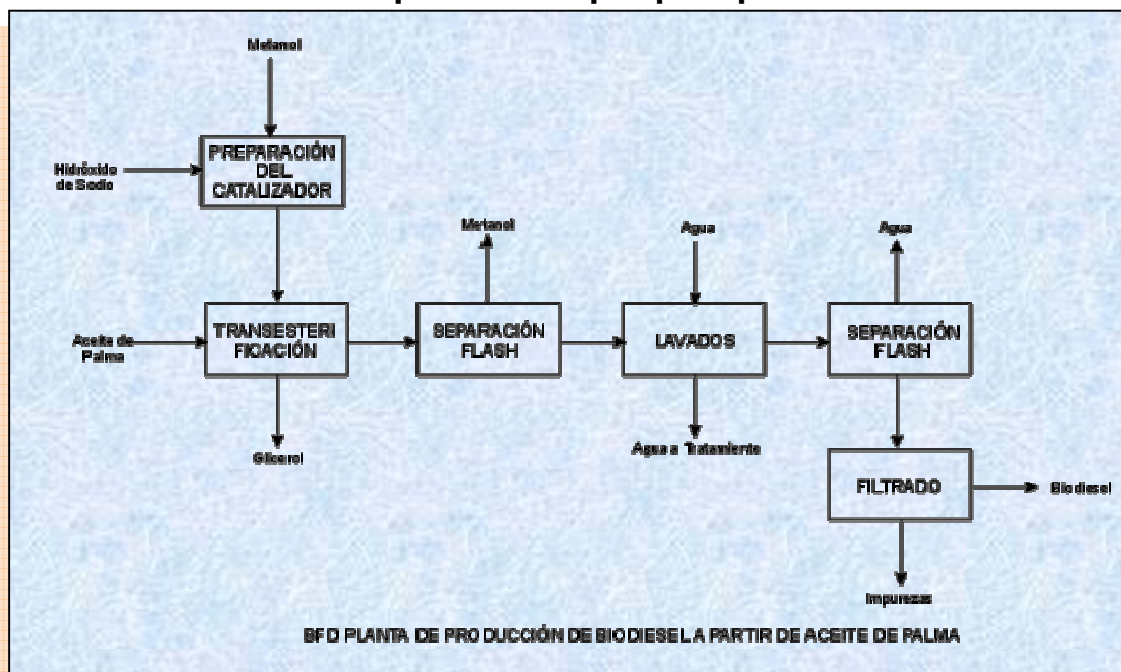 Metanol
PREPARACIÓN
DEL
CATALIZADOR
Hidróxido
de Sodio
Metanol
Agua
Agua
Aceite de
Palma
TRANSESTERI
FICACIÓN
SEPARACIÓN
FLASH
LAVADOS
SEPARACIÓN
FLASH
Glicerol
Agua a Tratamiento
FILTRADO
Biodiesel
Impurezas
BFD PLANTA DE PRODUCCIÓN DE BIODIESEL A PARTIR DE ACEITE DE PALMA